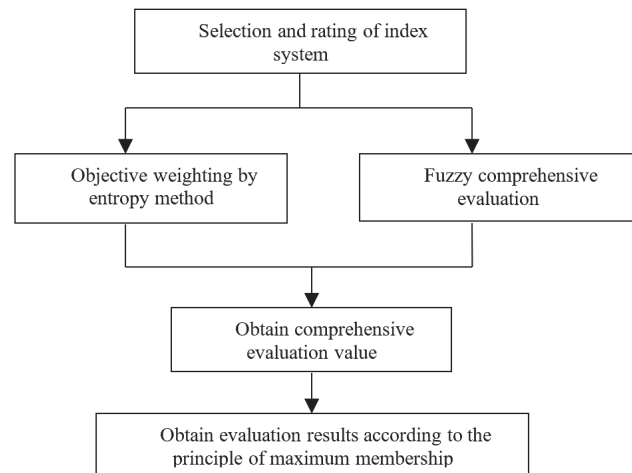 Selection and rating of index
system
Objective weighting by
entropy method
Fuzzy comprehensive
evaluation
Obtain comprehensive
evaluation value
Obtain evaluation results according to the
principle of maximum membership